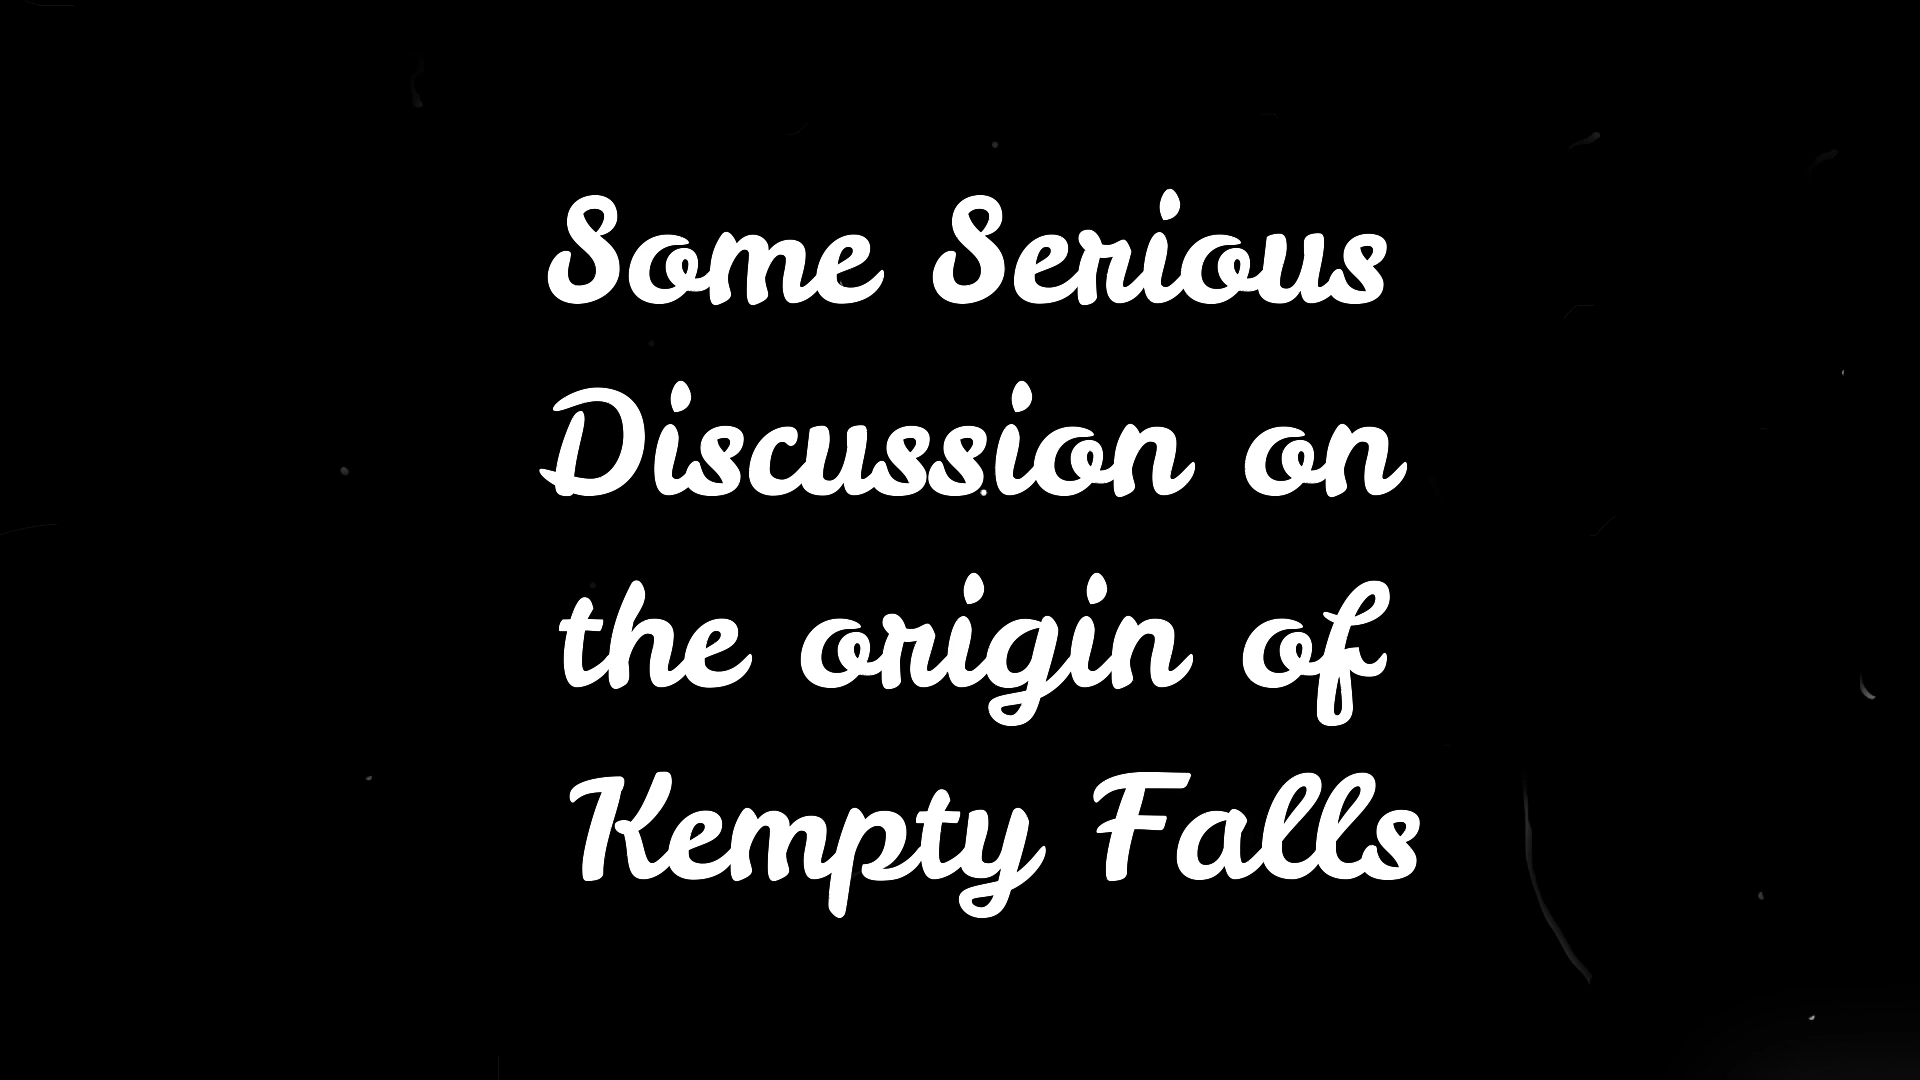 Some Serious
Discussion on
the origin of
Kempty Falls